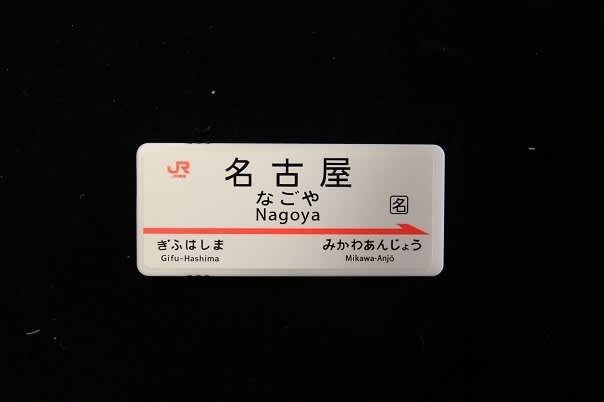 JR
名古屋
なごや
Nagoya
名
ぎふはしま
Gifu-Hashima
みかわあんじょう
Mikawa-Anjō